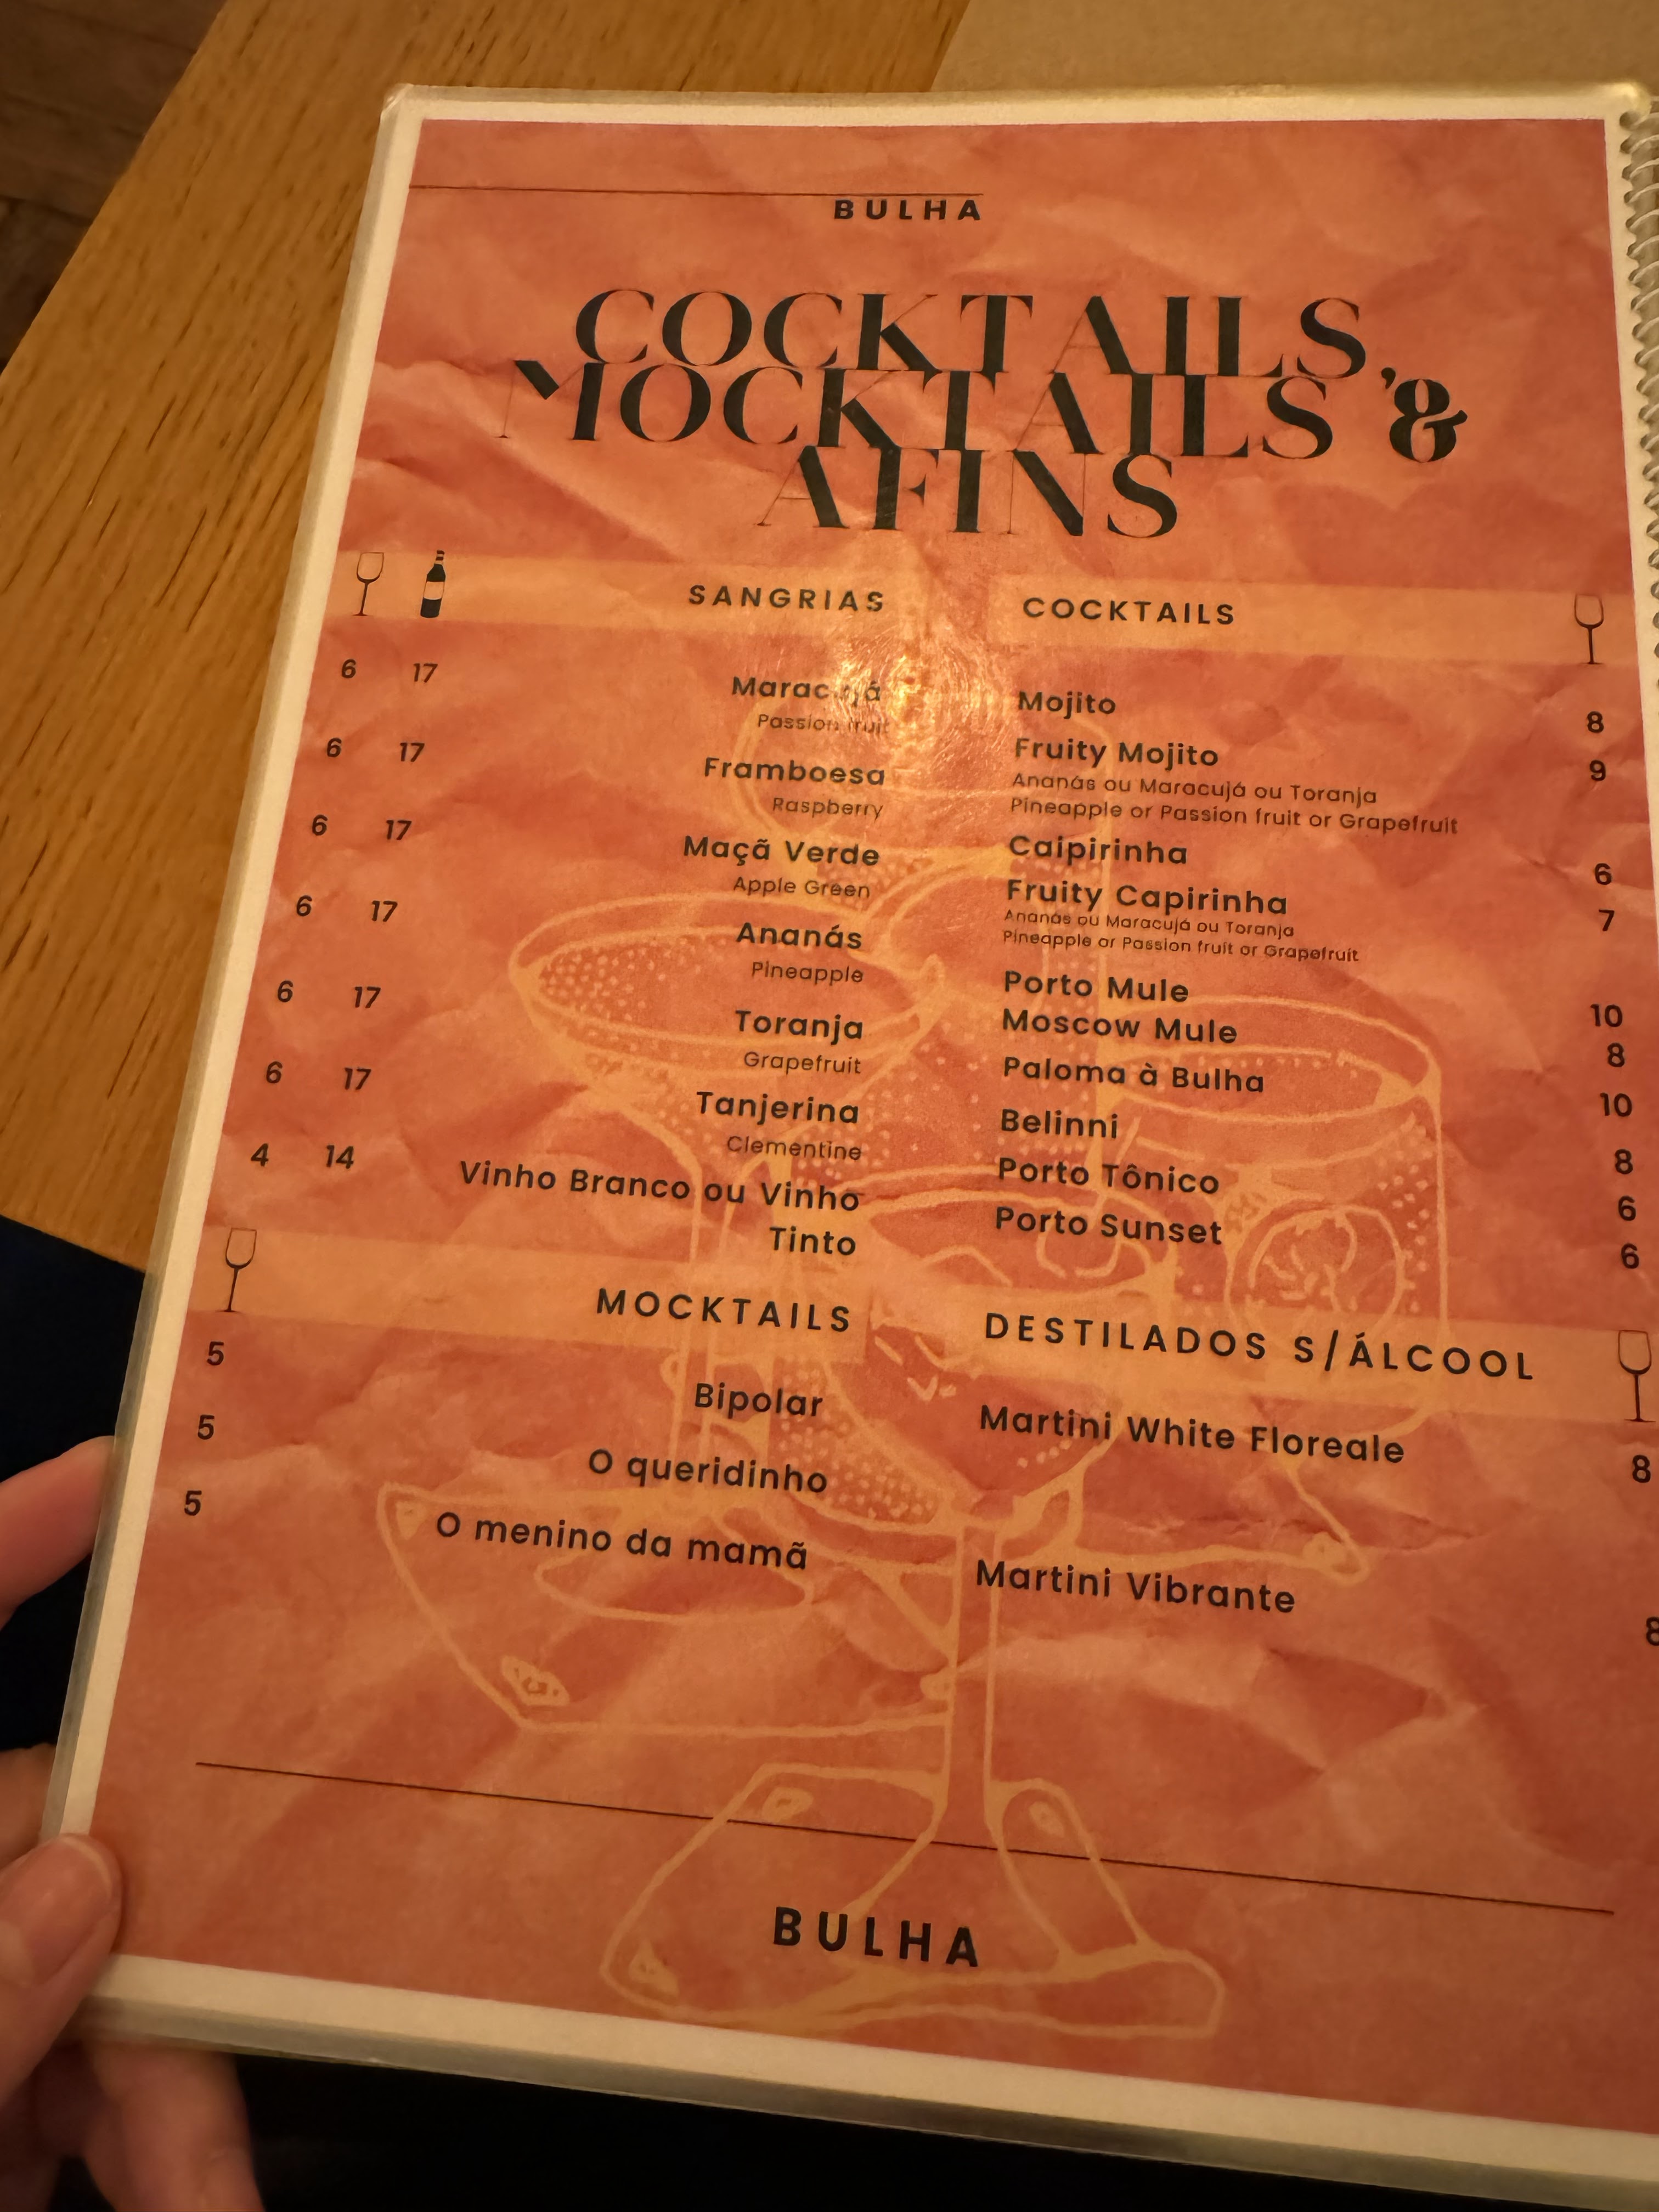 BULHA
COCKTAILS,
MOCKTAILS &
AFINS
SANGRIAS
6 17 Maracujá
Passion fruit
6 17 Framboesa
Raspberry
6 17 Maçã Verde
Apple Green
6 17 Ananás
Pineapple
6 17 Toranja
Grapefruit
6 17 Tanjerina
Clementine
4 14 Vinho Branco ou Vinho
Tinto
MOCKTAILS
5 Bipolar
5 O queridinho
5 O menino da mamã
COCKTAILS
Mojito 8
Fruity Mojito 9
Ananás ou Maracujá ou Toranja
Pineapple or Passion fruit or Grapefruit
Caipirinha 6
Fruity Capirinha 7
Ananás ou Maracujá ou Toranja
Pineapple or Passion fruit or Grapefruit
Porto Mule 10
Moscow Mule 8
Paloma à Bulha 10
Belinni 8
Porto Tônico 6
Porto Sunset 6
DESTILADOS S/ÁLCOOL
Martini White Floreale 8
Martini Vibrante 8
BULHA